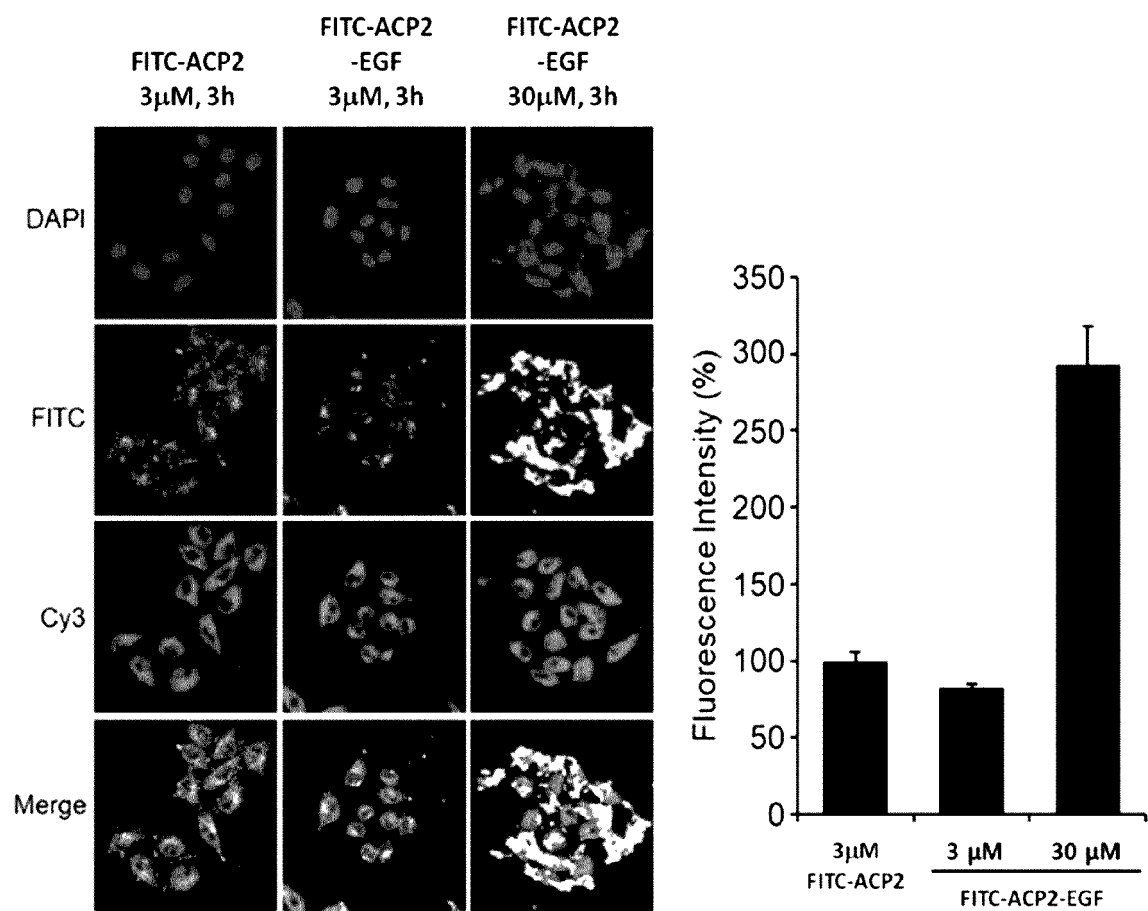 FITC-ACP2
3μM, 3h
FITC-ACP2
-EGF
3μM, 3h
FITC-ACP2
-EGF
30μM, 3h
DAPI
FITC
Cy3
Merge
Fluorescence Intensity (%)
350
300
250
200
150
100
50
0
3μM
FITC-ACP2
3 μM
30 μM
FITC-ACP2-EGF